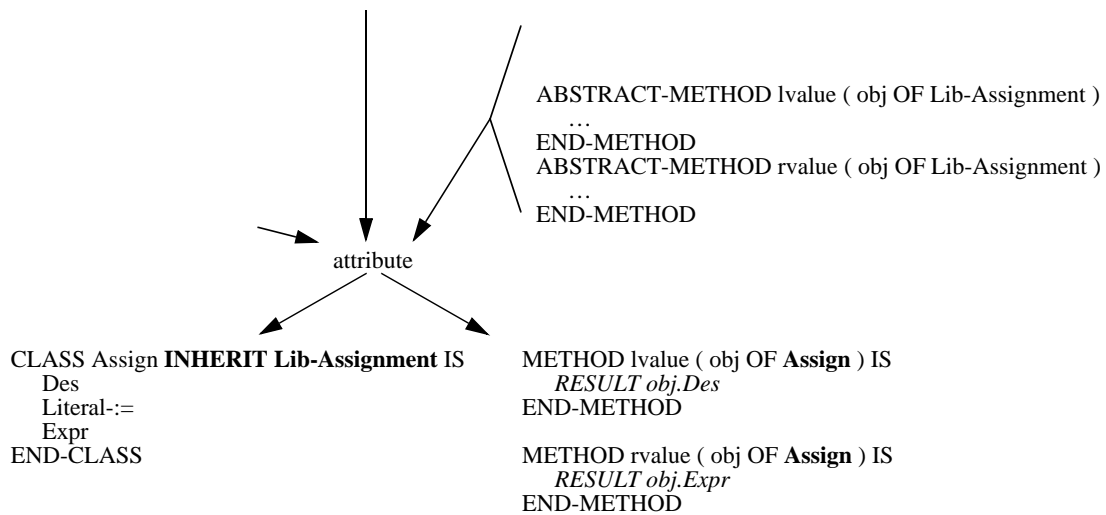 ABSTRACT-METHOD lvalue ( obj OF Lib-Assignment )
…
END-METHOD
ABSTRACT-METHOD rvalue ( obj OF Lib-Assignment )
…
END-METHOD
attribute
CLASS Assign INHERIT Lib-Assignment IS
Des
Literal-:=
Expr
END-CLASS
METHOD lvalue ( obj OF Assign ) IS
RESULT obj.Des
END-METHOD
METHOD rvalue ( obj OF Assign ) IS
RESULT obj.Expr
END-METHOD